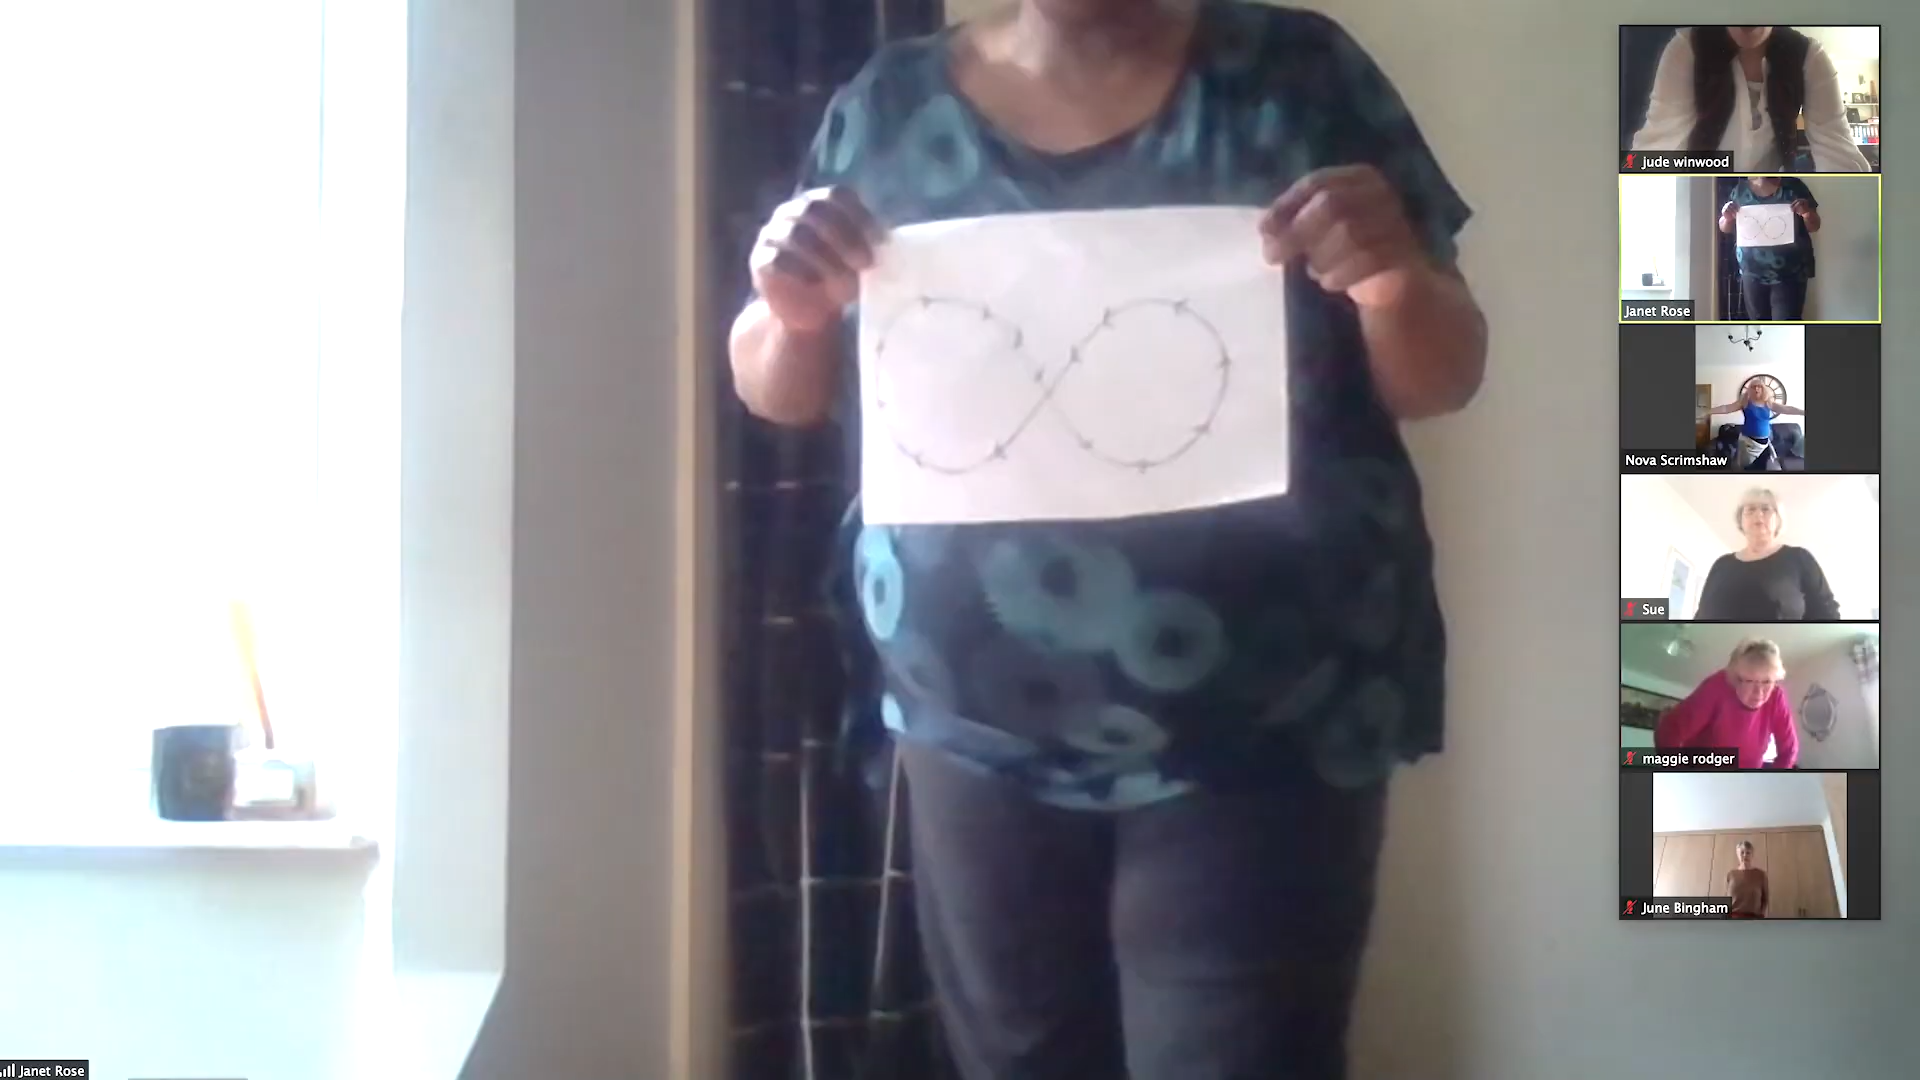 jude winwood
Janet Rose
Nova Scrimshaw
Sue
maggie rodger
June Bingham
Janet Rose